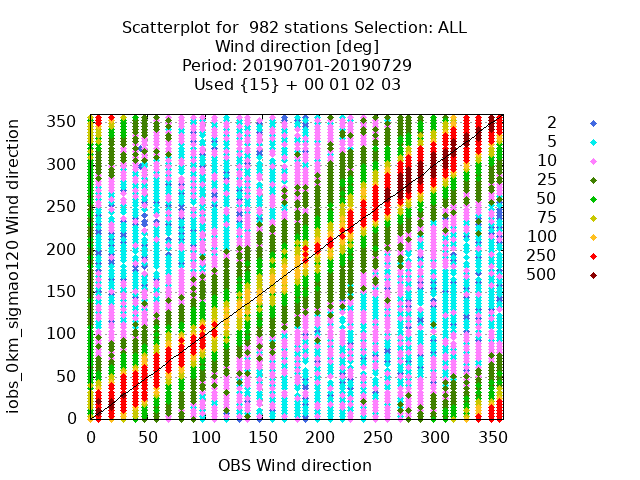 Scatterplot for  982 stations Selection: ALL
Wind direction [deg]
Period: 20190701-20190729
Used {15} + 00 01 02 03
iobs_0km_sigmao120 Wind direction
350
300
250
200
150
100
50
0
0 50 100 150 200 250 300 350
OBS Wind direction
2
5
10
25
50
75
100
250
500